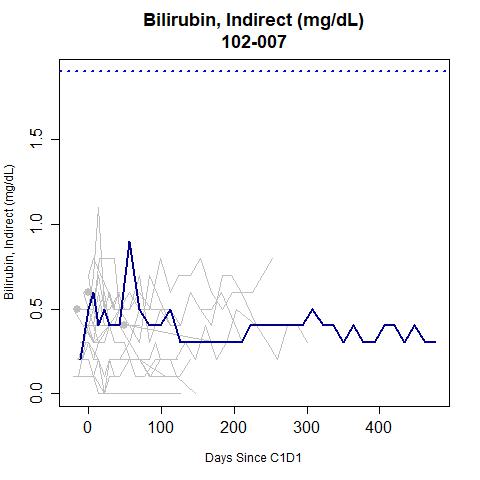 Bilirubin, Indirect (mg/dL)
102-007
Bilirubin, Indirect (mg/dL)
1.5
1.0
0.5
0.0
0 100 200 300 400
Days Since C1D1